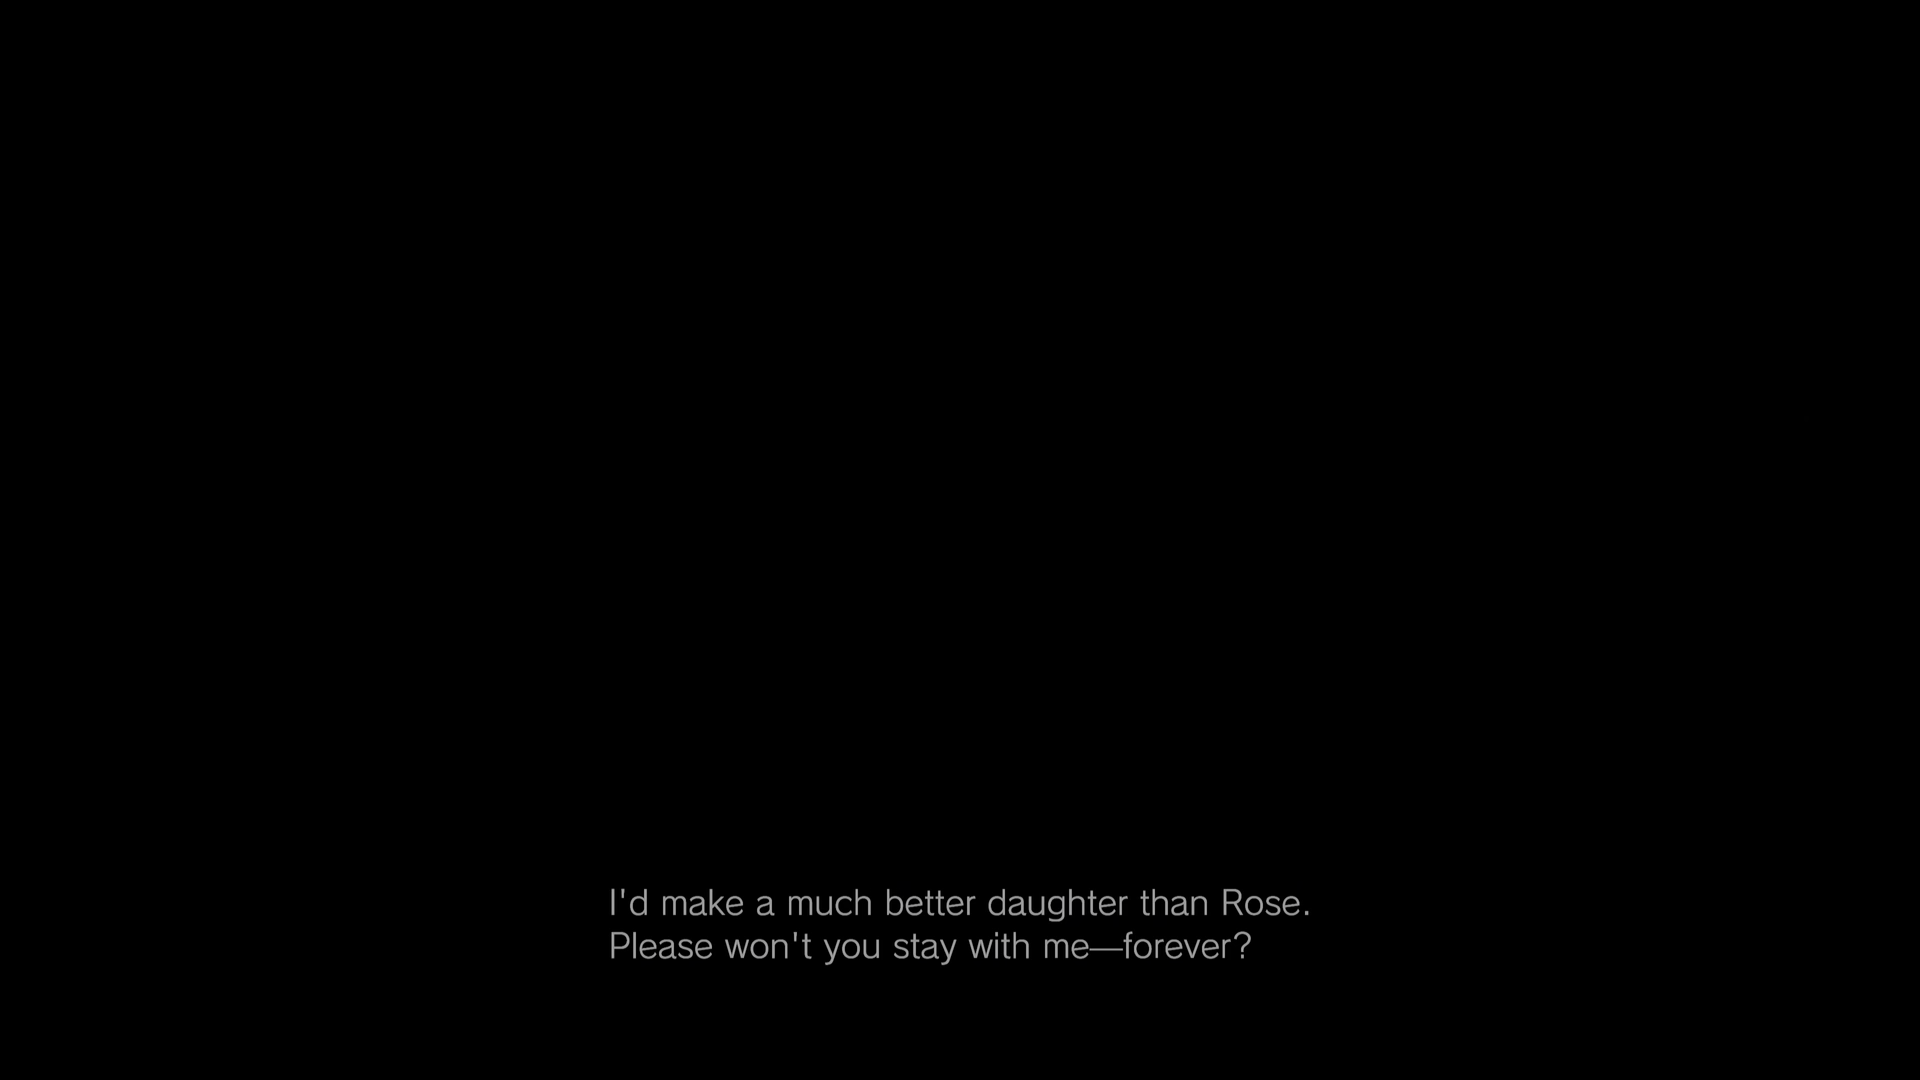 I'd make a much better daughter than Rose.
Please won't you stay with me—forever?